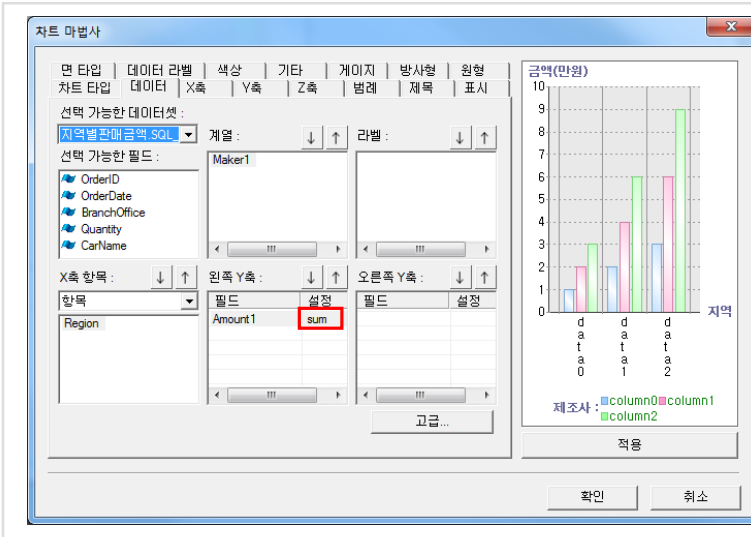 차트 마법사
면 타입 데이터 라벨 색상 기타 게이지 방사형 원형
차트 타입 데이터 X축 Y축 Z축 범례 제목 표시
선택 가능한 데이터셋 :
지역별판매금액.SQL_
선택 가능한 필드 :
OrderID
OrderDate
BranchOffice
Quantity
CarName
계열 :
Maker1
라벨 :
X축 항목 :
항목
Region
왼쪽 Y축 :
필드 설정
Amount1 sum
오른쪽 Y축 :
필드 설정
고급...
금액(만원)
10
9
8
7
6
5
4
3
2
1
0
지역
data0
data1
data2
제조사 : column0 column1
column2
적용
확인 취소